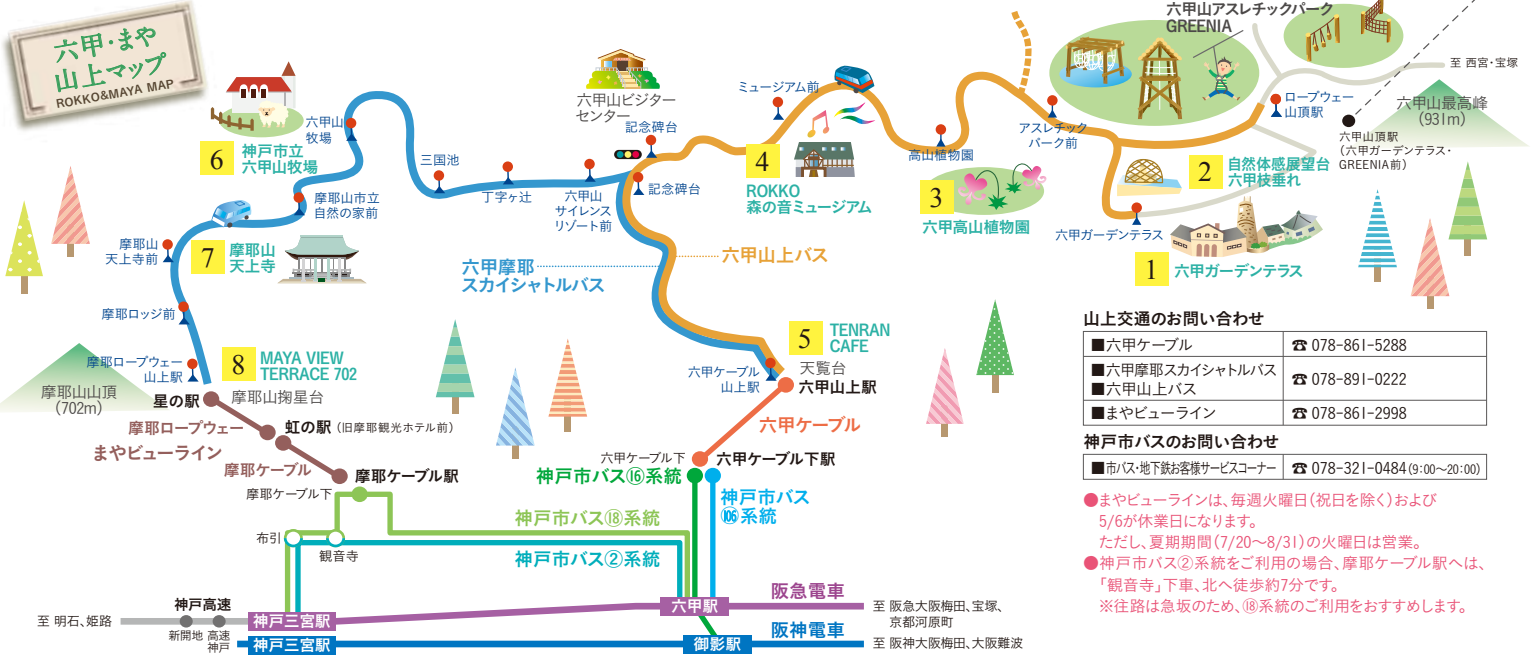 六甲・まや
山上マップ
ROKKO&MAYA MAP
六甲山アスレチックパーク
GREENIA
至 西宮・宝塚
六甲山ビジター
センター
記念碑台
ミュージアム前
ロープウェー
山頂駅
六甲山最高峰
(931m)
六甲山頂駅
(六甲ガーデンテラス・
GREENIA前)
アスレチック
パーク前
高山植物園
六甲山
牧場
6
神戸市立
六甲山牧場
三国池
丁字ヶ辻
六甲山
サイレンス
リゾート前
記念碑台
4
ROKKO
森の音ミュージアム
3
六甲高山植物園
2
自然体感展望台
六甲枝垂れ
六甲ガーデンテラス
1
六甲ガーデンテラス
摩耶山市立
自然の家前
摩耶山
天上寺前
7
摩耶山
天上寺
六甲摩耶
スカイシャトルバス
六甲山上バス
摩耶ロッジ前
摩耶ロープウェー
山上駅
8
MAYA VIEW
TERRACE 702
摩耶山掬星台
摩耶山山頂
(702m)
星の駅
5
TENRAN
CAFE
天覧台
六甲ケーブル
山上駅
六甲山上駅
摩耶ロープウェー
虹の駅(旧摩耶観光ホテル前)
まやビューライン
摩耶ケーブル
摩耶ケーブル駅
摩耶ケーブル下
六甲ケーブル
六甲ケーブル下
六甲ケーブル下駅
神戸市バス⑯系統
神戸市バス
106系統
神戸市バス⑱系統
神戸市バス②系統
布引
観音寺
神戸高速
至 明石、姫路
新開地
高速
神戸
神戸三宮駅
神戸三宮駅
六甲駅
御影駅
阪急電車
至 阪急大阪梅田、宝塚、
京都河原町
阪神電車
至 阪神大阪梅田、大阪難波
山上交通のお問い合わせ
■六甲ケーブル ☎ 078-861-5288
■六甲摩耶スカイシャトルバス
■六甲山上バス ☎ 078-891-0222
■まやビューライン ☎ 078-861-2998
神戸市バスのお問い合わせ
■市バス・地下鉄お客様サービスコーナー ☎ 078-321-0484(9:00〜20:00)
●まやビューラインは、毎週火曜日(祝日を除く)および
5/6が休業日になります。
ただし、夏期期間(7/20〜8/31)の火曜日は営業。
●神戸市バス②系統をご利用の場合、摩耶ケーブル駅へは、
「観音寺」下車、北へ徒歩約7分です。
※往路は急坂のため、⑱系統のご利用をおすすめします。